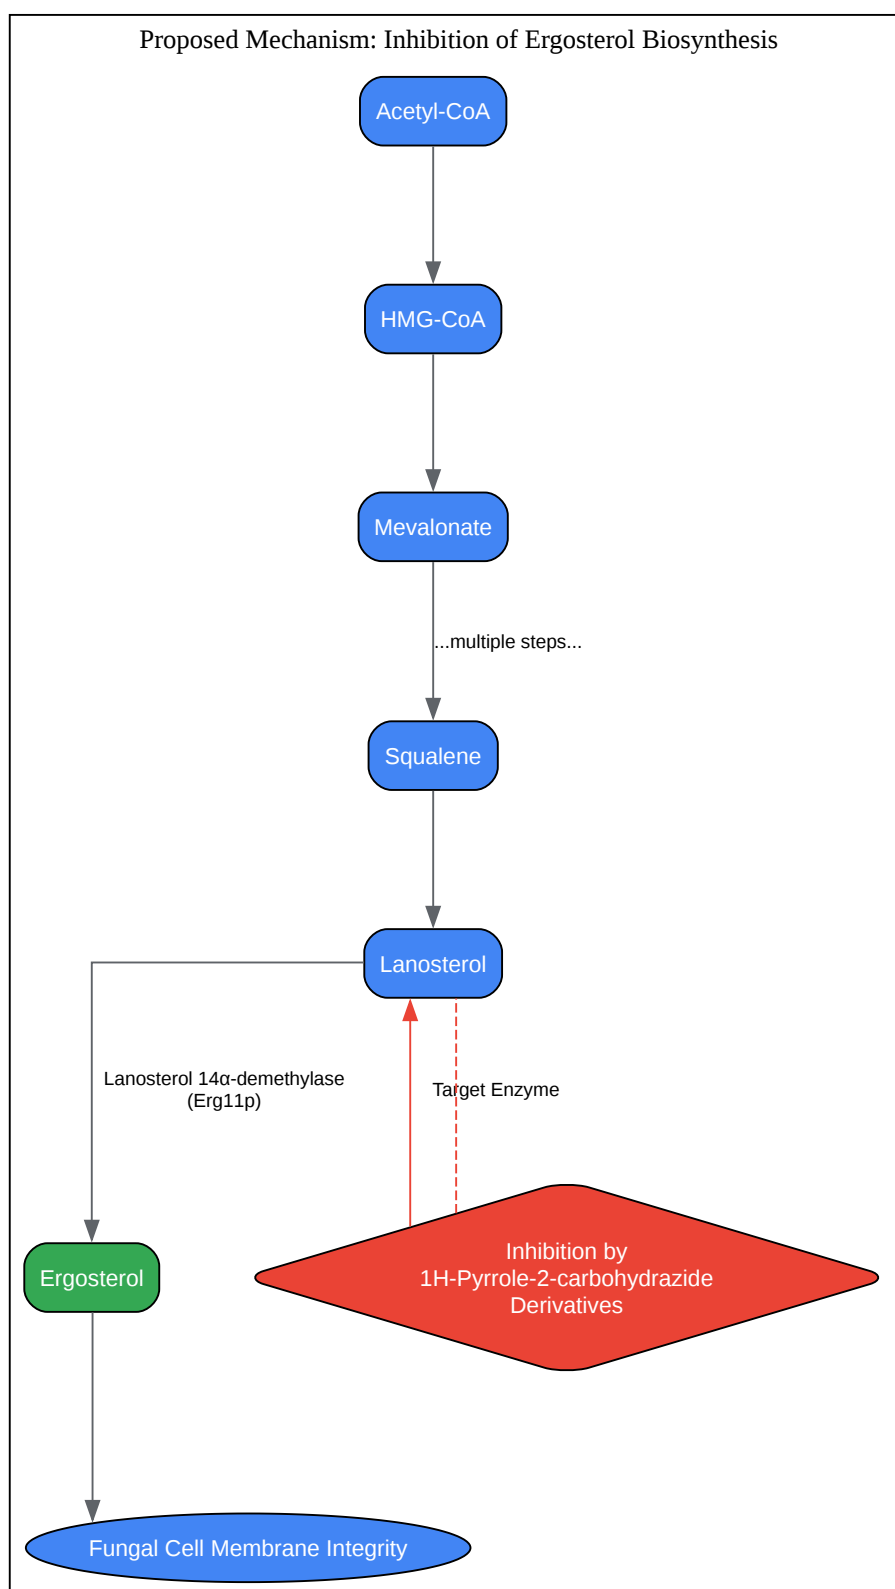 Proposed Mechanism: Inhibition of Ergosterol Biosynthesis
Acetyl-CoA
HMG-CoA
Mevalonate
...multiple steps...
Squalene
Lanosterol
Lanosterol 14α-demethylase
(Erg11p)
Target Enzyme
Inhibition by
1H-Pyrrole-2-carbohydrazide
Derivatives
Ergosterol
Fungal Cell Membrane Integrity